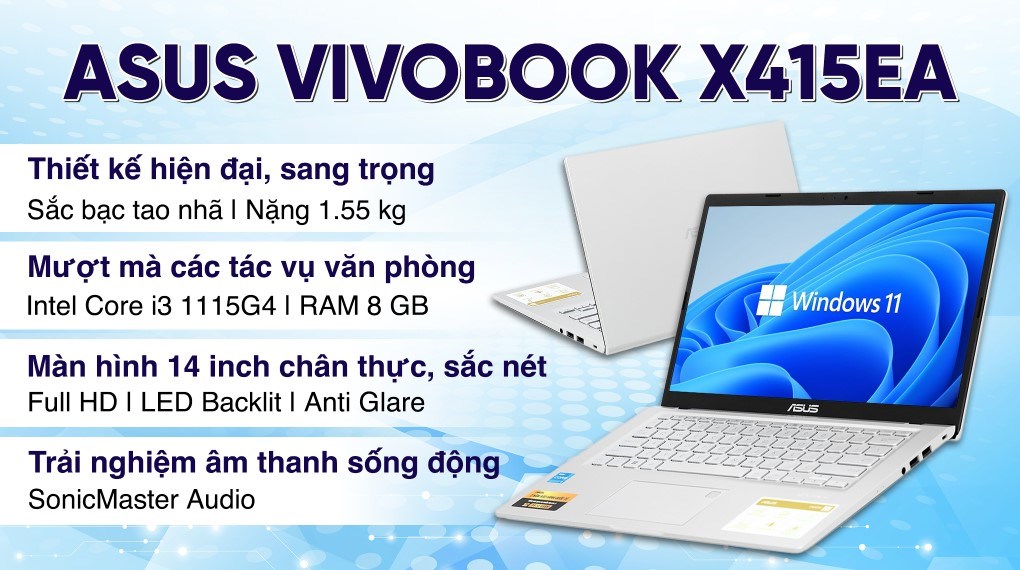 ASUS VIVOBOOK X415EA
Thiết kế hiện đại, sang trọng
Sắc bạc tao nhã | Nặng 1.55 kg
Mượt mà các tác vụ văn phòng
Intel Core i3 1115G4 | RAM 8 GB
Màn hình 14 inch chân thực, sắc nét
Full HD | LED Backlit | Anti Glare
Trải nghiệm âm thanh sống động
SonicMaster Audio
Windows 11
ASUS